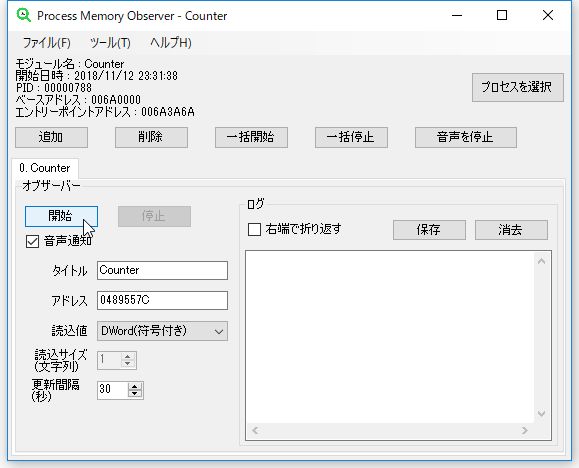 Process Memory Observer - Counter
ファイル(F) ツール(T) ヘルプ(H)
モジュール名 : Counter
開始日時 : 2018/11/12 23:31:38
PID : 00000788
ベースアドレス : 006A0000
エントリーポイントアドレス : 006A3A6A
プロセスを選択
追加 削除 一括開始 一括停止 音声を停止
0. Counter
オブザーバー
ログ
開始 停止
音声通知
右端で折り返す 保存 消去
タイトル Counter
アドレス 0489557C
読込値 DWord(符号付き)
読込サイズ
(文字列) 1
更新間隔
(秒) 30